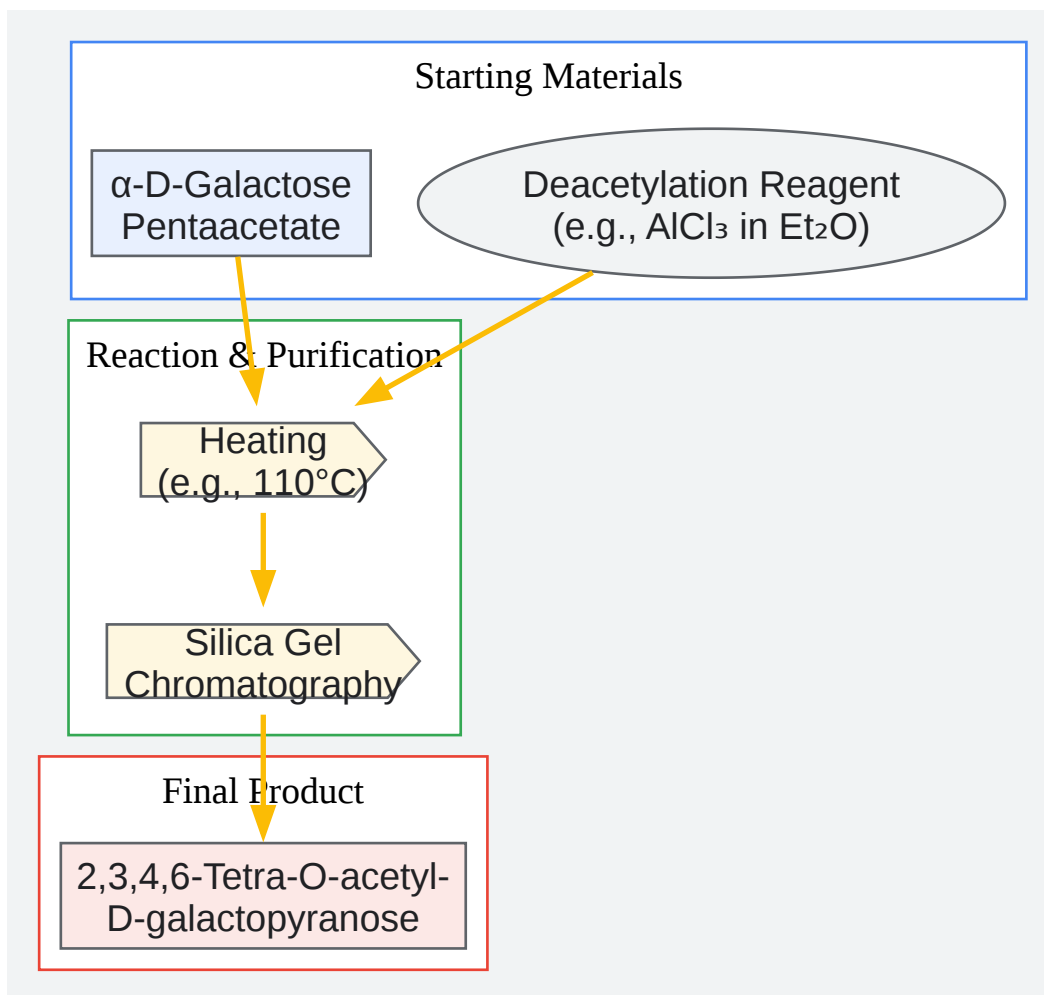 Starting Materials
α-D-Galactose
Pentaacetate
Deacetylation Reagent
(e.g., AlCl₃ in Et₂O)
Reaction & Purification
Heating
(e.g., 110°C)
Silica Gel
Chromatography
Final Product
2,3,4,6-Tetra-O-acetyl-
D-galactopyranose